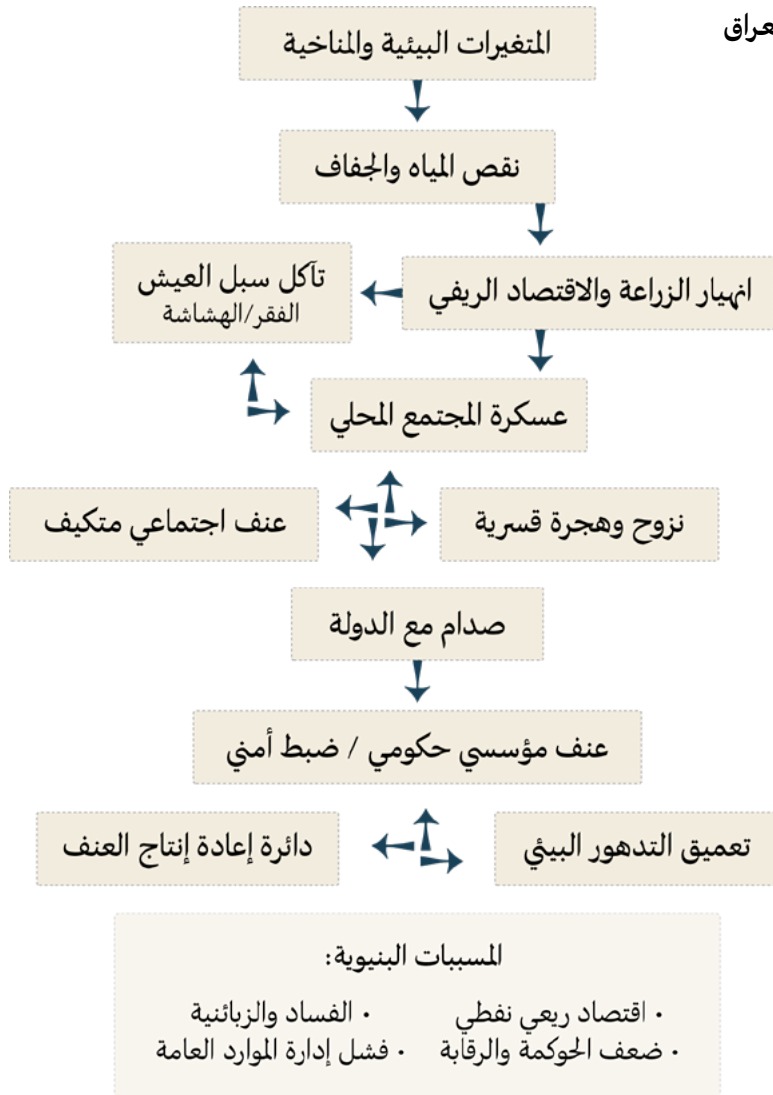 لعراق
المتغيرات البيئية والمناخية
نقص المياه والجفاف
انهيار الزراعة والاقتصاد الريفي
تآكل سبل العيش
الفقر/الهشاشة
عسكرة المجتمع المحلي
نزوح وهجرة قسرية
عنف اجتماعي متكيف
صدام مع الدولة
عنف مؤسسي حكومي / ضبط أمني
تعميق التدهور البيئي
دائرة إعادة إنتاج العنف
المسببات البنيوية:
• اقتصاد ريعي نفطي
• الفساد والزبائنية
• ضعف الحوكمة والرقابة
• فشل إدارة الموارد العامة